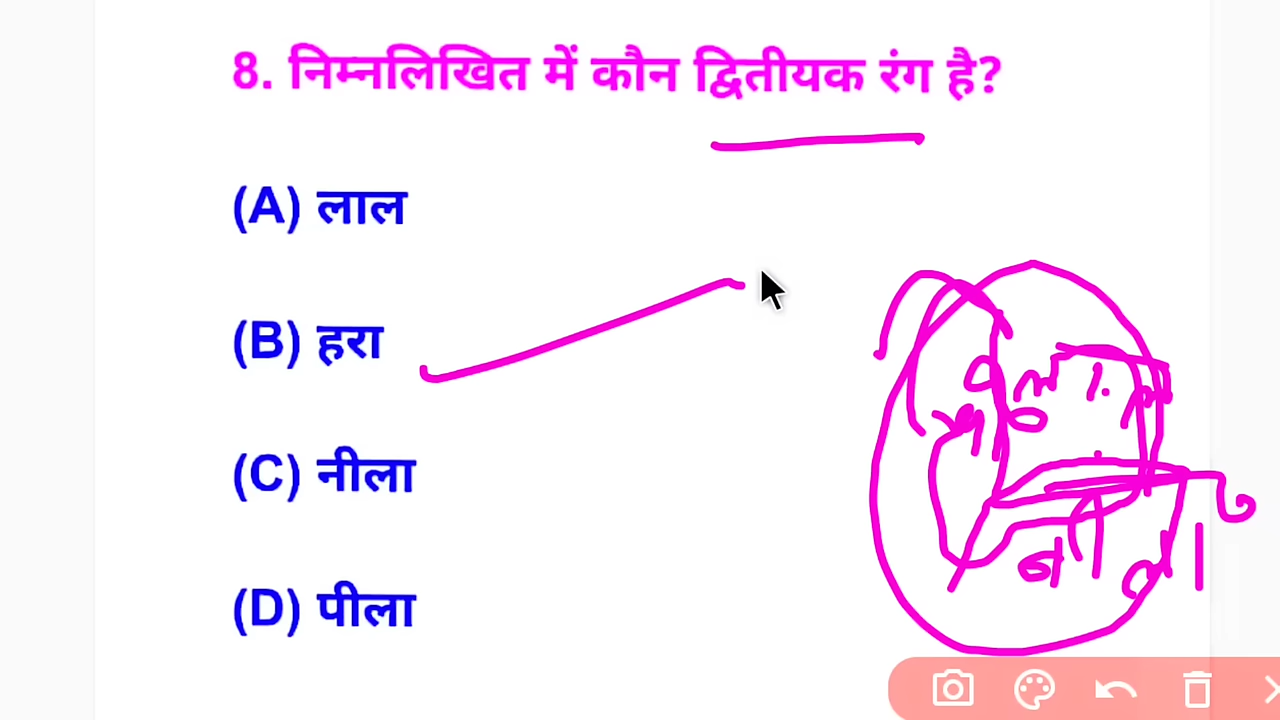 8. निम्नलिखित में कौन द्वितीयक रंग है?
(A) लाल
(B) हरा
(C) नीला
(D) पीला